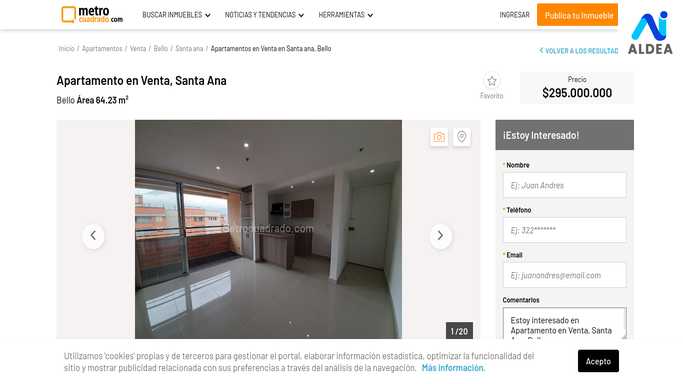 metro
cuadrado.com
BUSCAR INMUEBLES
NOTICIAS Y TENDENCIAS
HERRAMIENTAS
INGRESAR
Publica tu Inmueble
ALDEA
Inicio / Apartamentos / Venta / Bello / Santa ana / Apartamentos en Venta en Santa ana, Bello
VOLVER A LOS RESULTAD
Apartamento en Venta, Santa Ana
Bello Área 64.23 m²
Favorito
Precio
$295.000.000
metrocuadrado.com
1/20
¡Estoy Interesado!
* Nombre
Ej: Juan Andres
* Teléfono
Ej: 322*******
* Email
Ej: juanandres@email.com
Comentarios
Estoy interesado en
Apartamento en Venta, Santa
Utilizamos 'cookies' propias y de terceros para gestionar el portal, elaborar información estadística, optimizar la funcionalidad del
sitio y mostrar publicidad relacionada con sus preferencias a través del análisis de la navegación. Más información.
Acepto